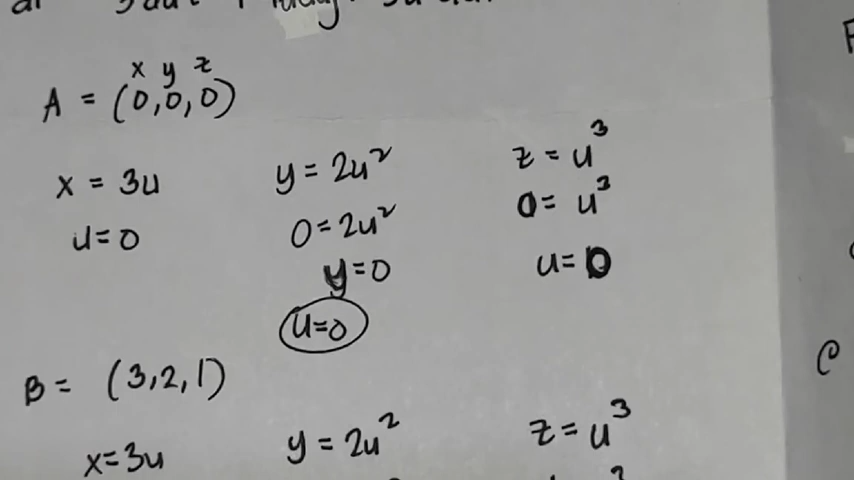 x y z
A = (0,0,0)
x = 3u y = 2u² z = u³
u=0 0=2u² 0= u³
y=0 u=0
u=0
B = (3,2,1)
x=3u y = 2u² z = u³